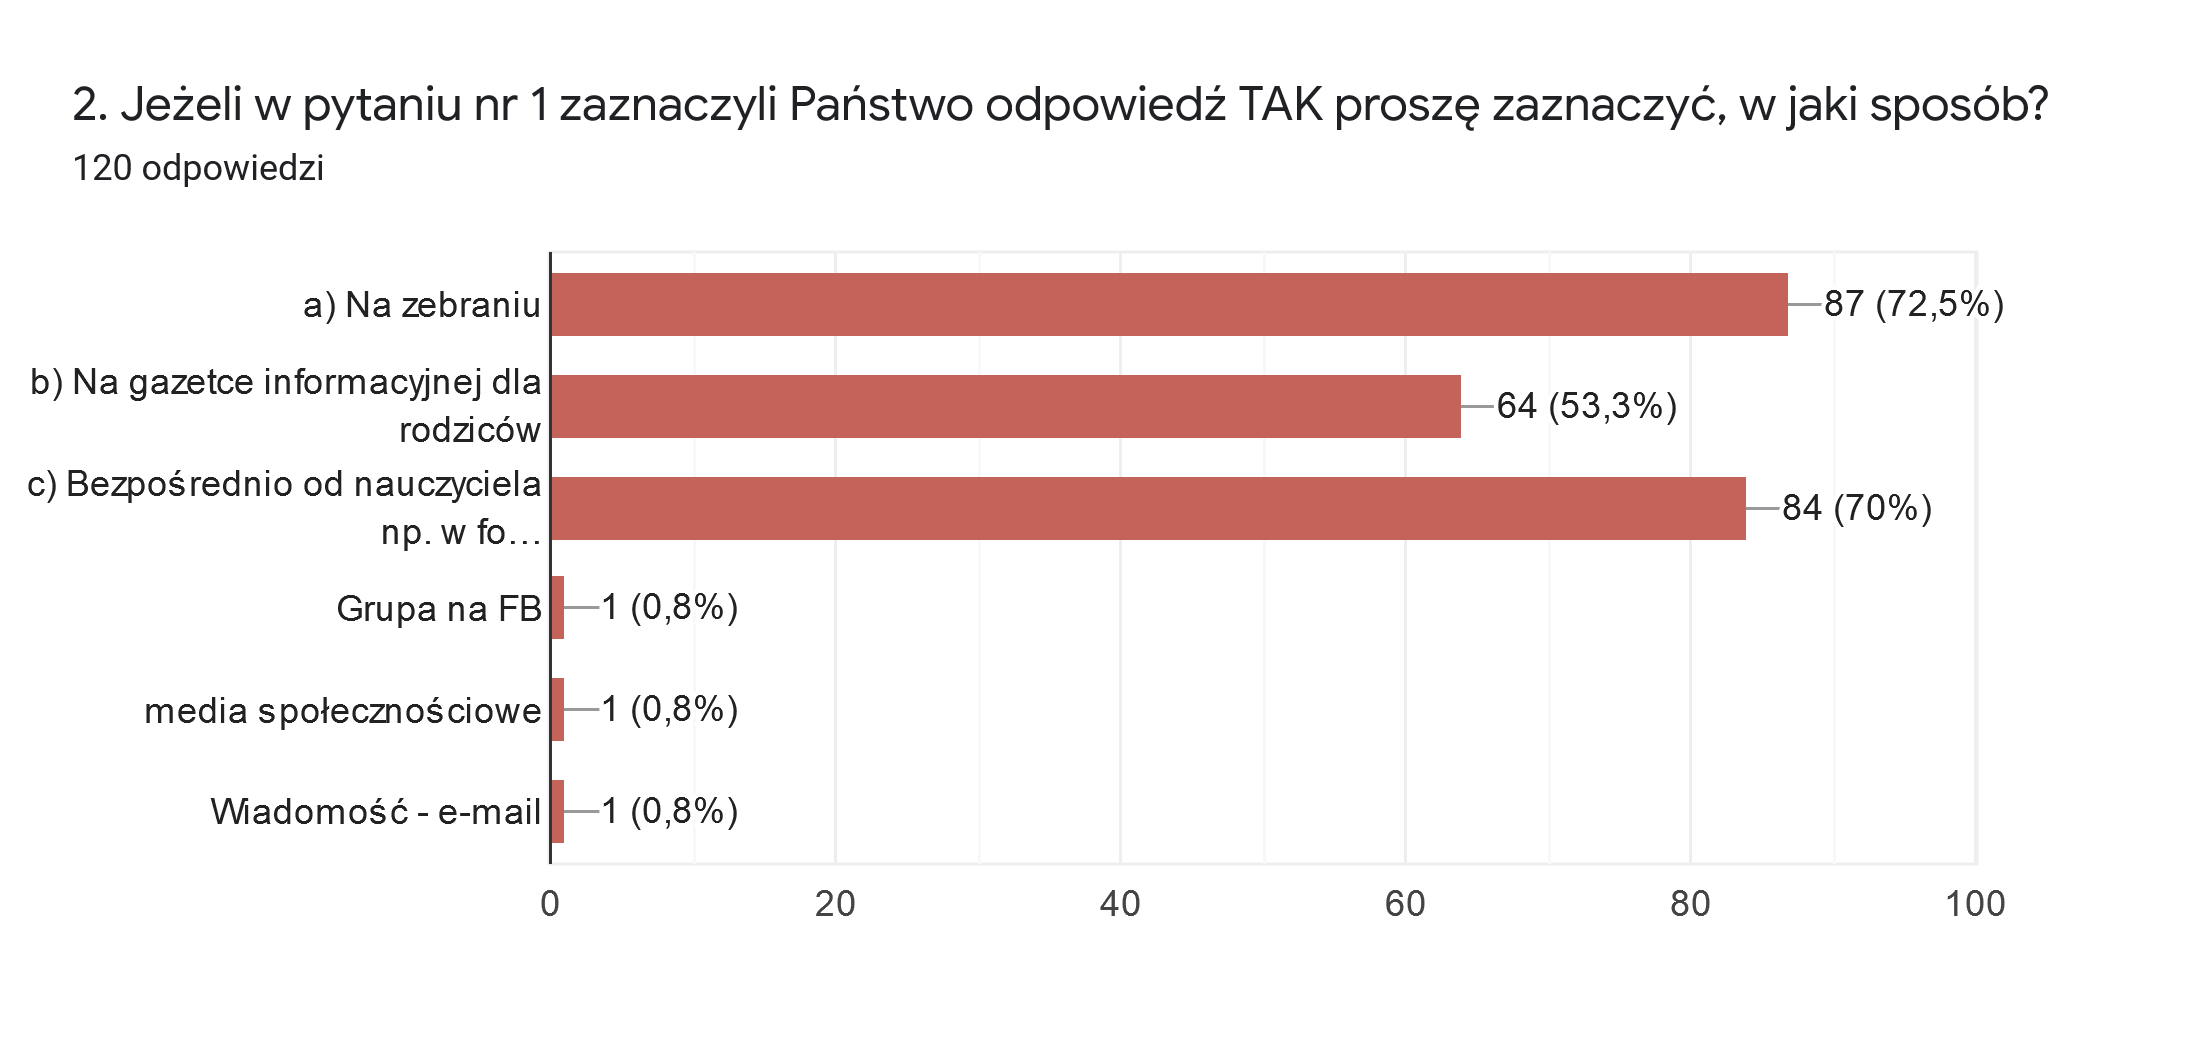 2. Jeżeli w pytaniu nr 1 zaznaczyli Państwo odpowiedź TAK proszę zaznaczyć, w jaki sposób?
120 odpowiedzi
a) Na zebraniu
87 (72,5%)
b) Na gazetce informacyjnej dla
rodziców
64 (53,3%)
c) Bezpośrednio od nauczyciela
np. w fo…
84 (70%)
Grupa na FB
1 (0,8%)
media społecznościowe
1 (0,8%)
Wiadomość - e-mail
1 (0,8%)
0 20 40 60 80 100